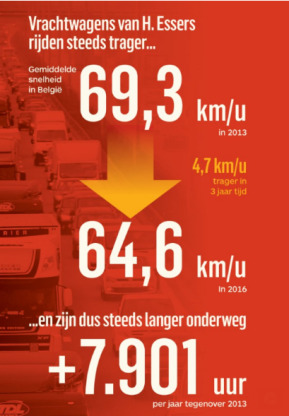 Vrachtwagens van H. Essers
rijden steeds trager...
Gemiddelde
snelheid
in België
69,3 km/u
in 2013
4,7 km/u
trager in
3 jaar tijd
64,6 km/u
In 2016
...en zijn dus steeds langer onderweg
+7.901 uur
per jaar tegenover 2013